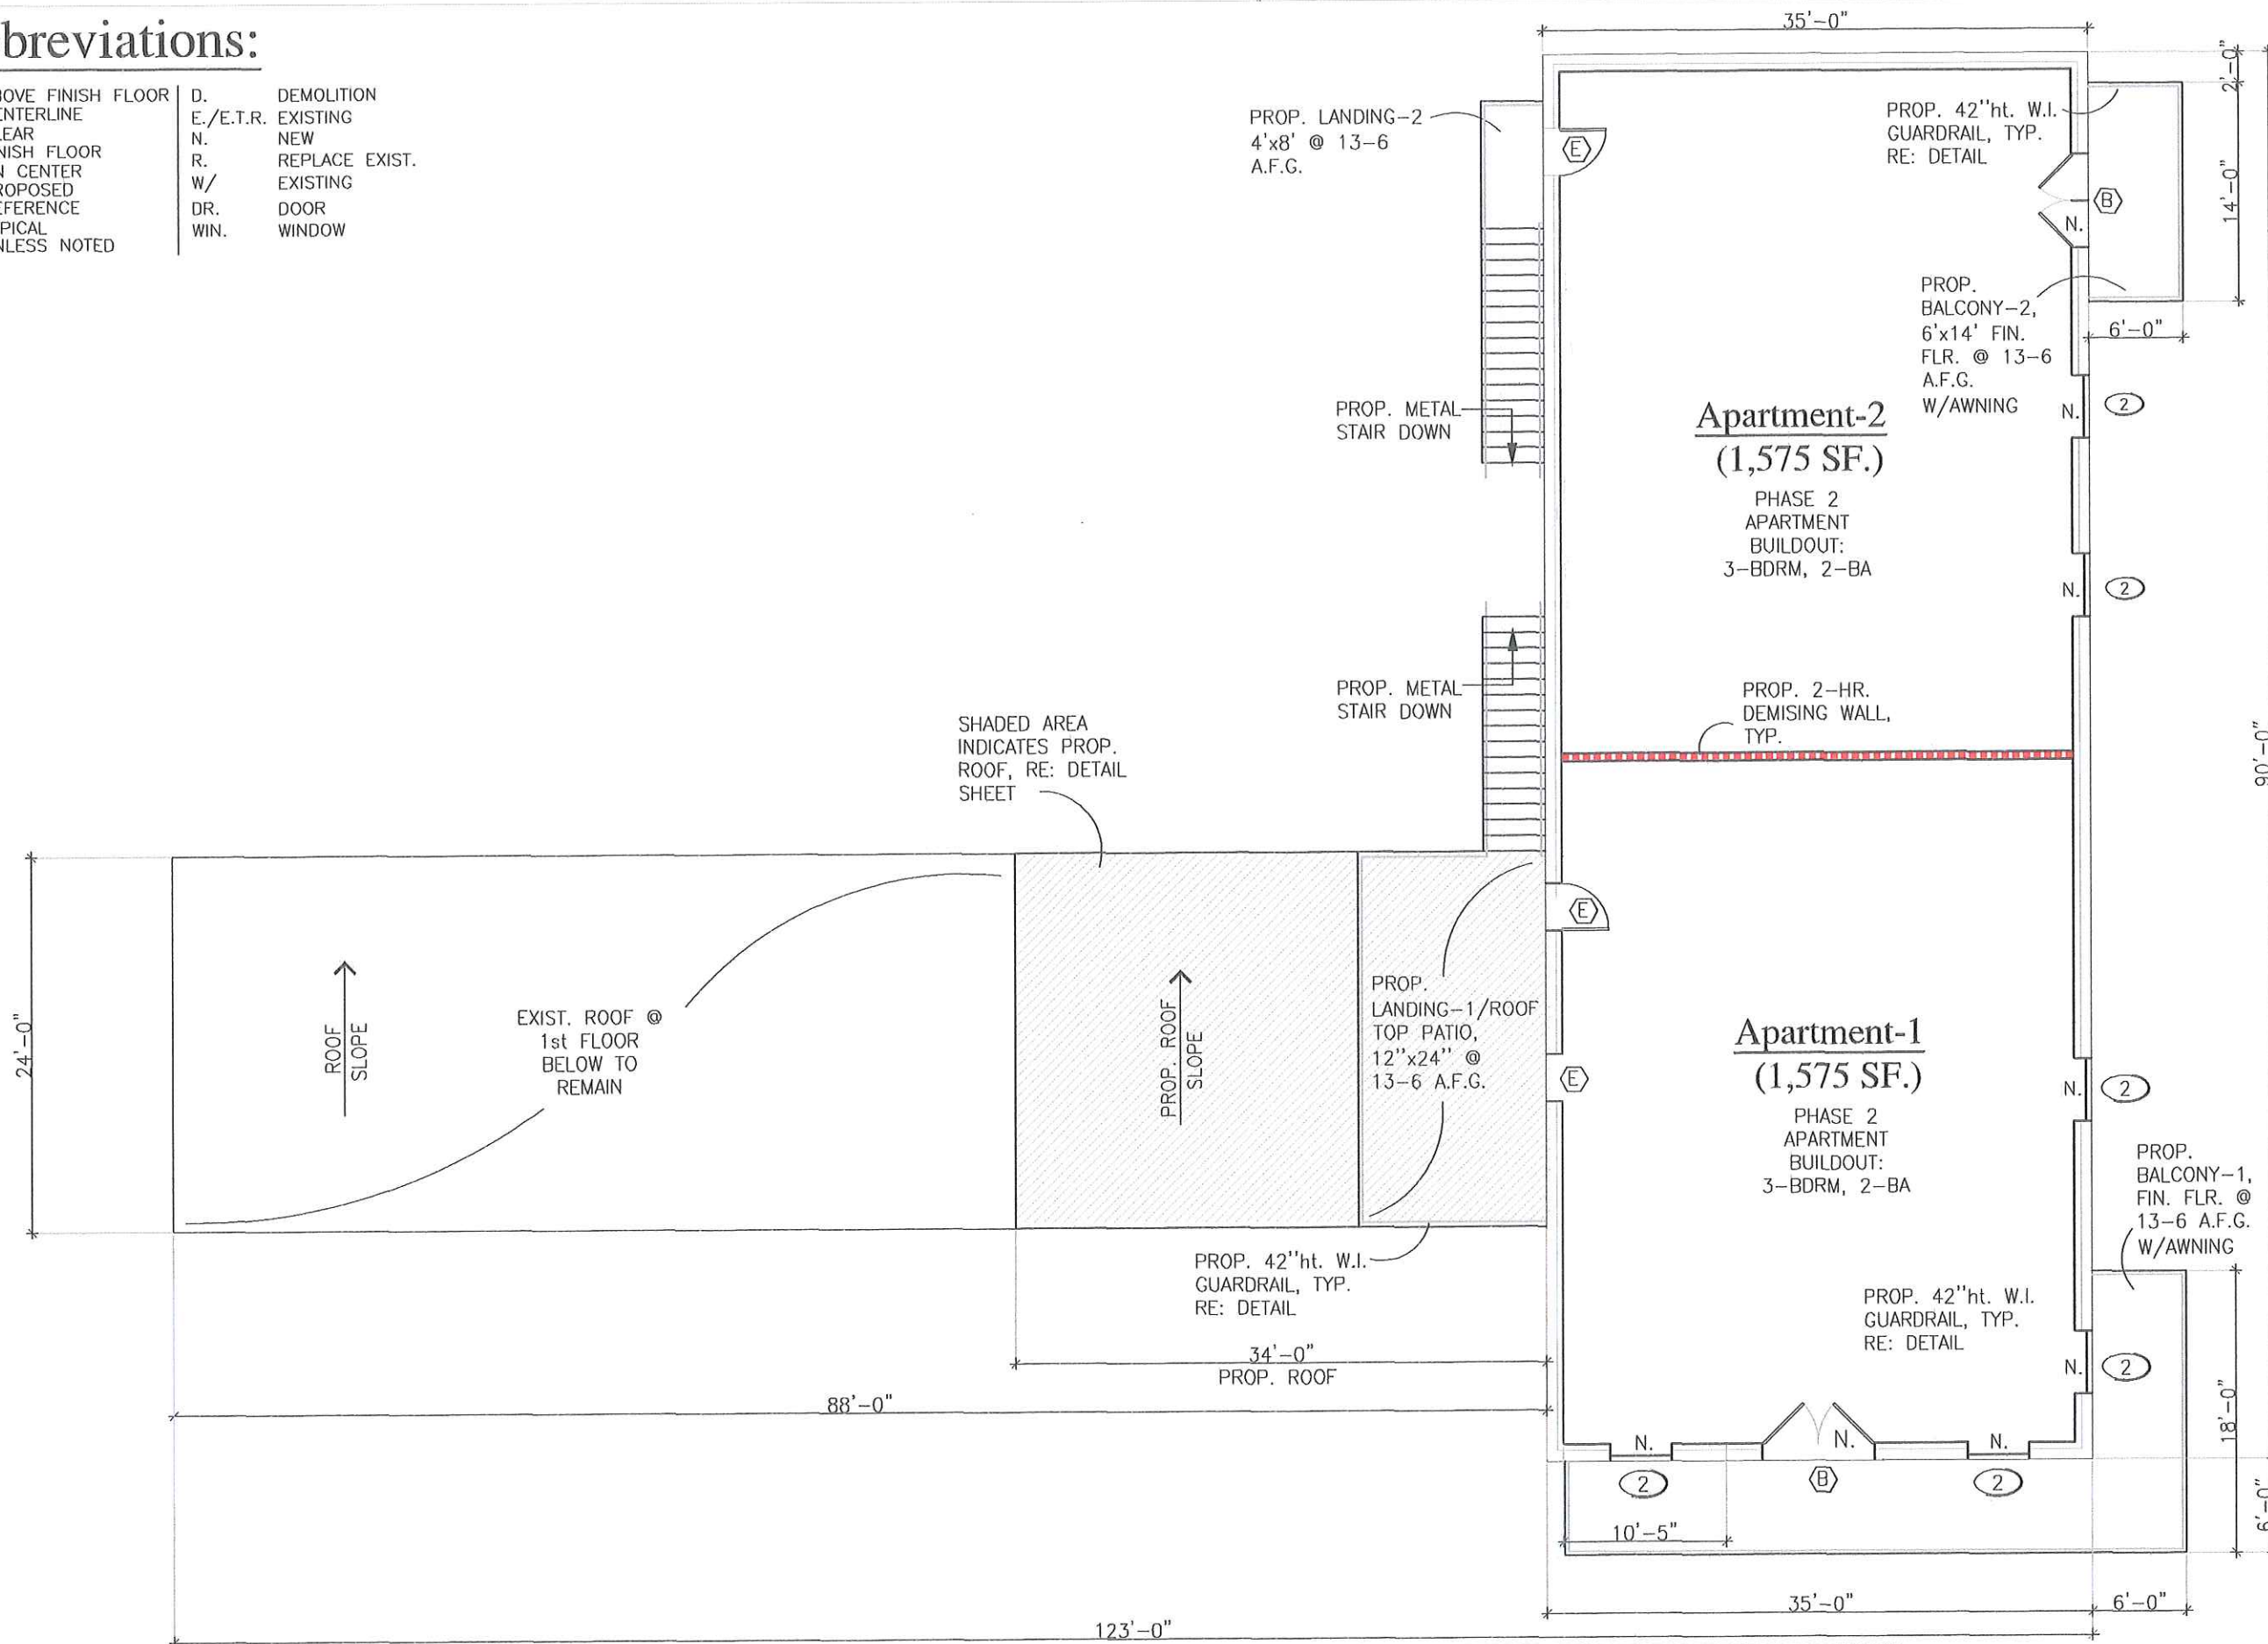 breviations:
BOVE FINISH FLOOR
ENTERLINE
LEAR
NISH FLOOR
N CENTER
ROPOSED
EFERENCE
PICAL
NLESS NOTED
D. DEMOLITION
E./E.T.R. EXISTING
N. NEW
R. REPLACE EXIST.
W/ EXISTING
DR. DOOR
WIN. WINDOW
35'-0"
2'-0"
PROP. LANDING-2
4'x8' @ 13-6
A.F.G.
E
PROP. 42"ht. W.I.
GUARDRAIL, TYP.
RE: DETAIL
B
N.
14'-0"
PROP.
BALCONY-2,
6'x14' FIN.
FLR. @ 13-6
A.F.G.
W/AWNING
6'-0"
N.
2
PROP. METAL
STAIR DOWN
Apartment-2
(1,575 SF.)
PHASE 2
APARTMENT
BUILDOUT:
3-BDRM, 2-BA
N.
2
PROP. METAL
STAIR DOWN
PROP. 2-HR.
DEMISING WALL,
TYP.
90'-0"
SHADED AREA
INDICATES PROP.
ROOF, RE: DETAIL
SHEET
E
24'-0"
ROOF
SLOPE
EXIST. ROOF @
1st FLOOR
BELOW TO
REMAIN
PROP. ROOF
SLOPE
PROP.
LANDING-1/ROOF
TOP PATIO,
12"x24" @
13-6 A.F.G.
E
Apartment-1
(1,575 SF.)
PHASE 2
APARTMENT
BUILDOUT:
3-BDRM, 2-BA
N.
2
PROP.
BALCONY-1,
FIN. FLR. @
13-6 A.F.G.
W/AWNING
PROP. 42"ht. W.I.
GUARDRAIL, TYP.
RE: DETAIL
PROP. 42"ht. W.I.
GUARDRAIL, TYP.
RE: DETAIL
N.
2
34'-0"
PROP. ROOF
88'-0"
18'-0"
N.
N.
N.
2
B
2
10'-5"
6'-0"
35'-0"
6'-0"
123'-0"